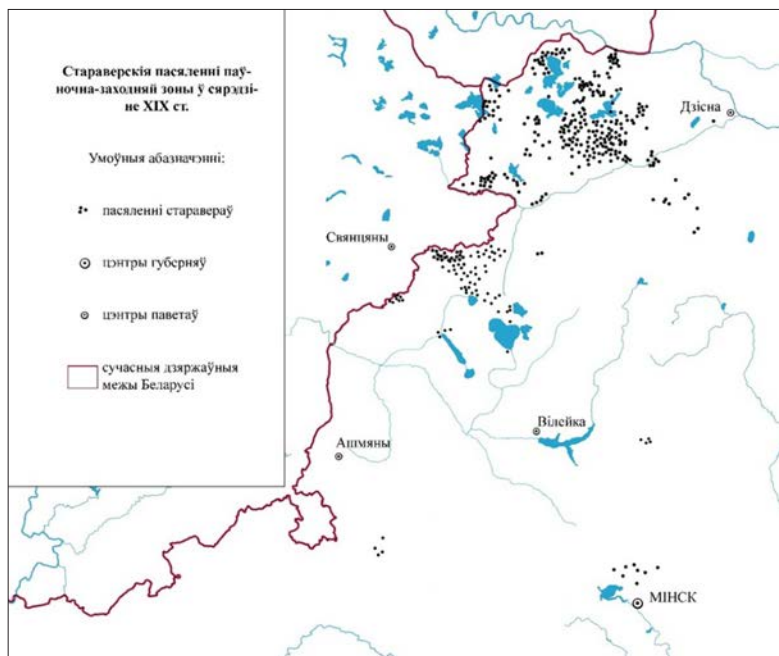 Стараверскія пасяленні паў-
ночна-заходняй зоны ў сярэдзі-
не XIX ст.
Умоўныя абазначэнні:
пасяленні старавераў
цэнтры губерняў
цэнтры паветаў
сучасныя дзяржаўныя
межы Беларусі
Дзісна
Свянцяны
Вілейка
Ашмяны
МІНСК